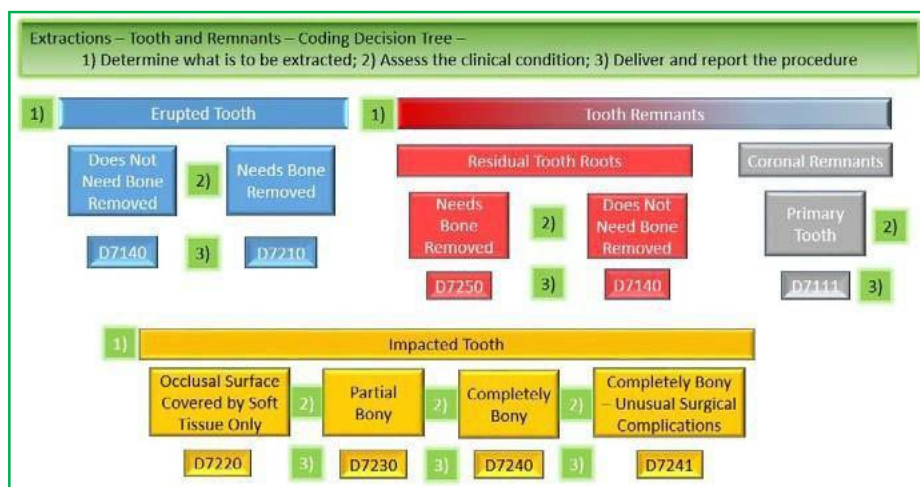 Extractions – Tooth and Remnants – Coding Decision Tree –
1) Determine what is to be extracted; 2) Assess the clinical condition; 3) Deliver and report the procedure
1)
Erupted Tooth
Does Not
Need Bone
Removed
2)
Needs Bone
Removed
D7140
3)
D7210
1)
Tooth Remnants
Residual Tooth Roots
Needs
Bone
Removed
2)
Does Not
Need Bone
Removed
D7250
3)
D7140
Coronal Remnants
Primary
Tooth
2)
D7111
3)
1)
Impacted Tooth
Occlusal Surface
Covered by Soft
Tissue Only
2)
Partial
Bony
2)
Completely
Bony
2)
Completely Bony
– Unusual Surgical
Complications
D7220
3)
D7230
3)
D7240
3)
D7241